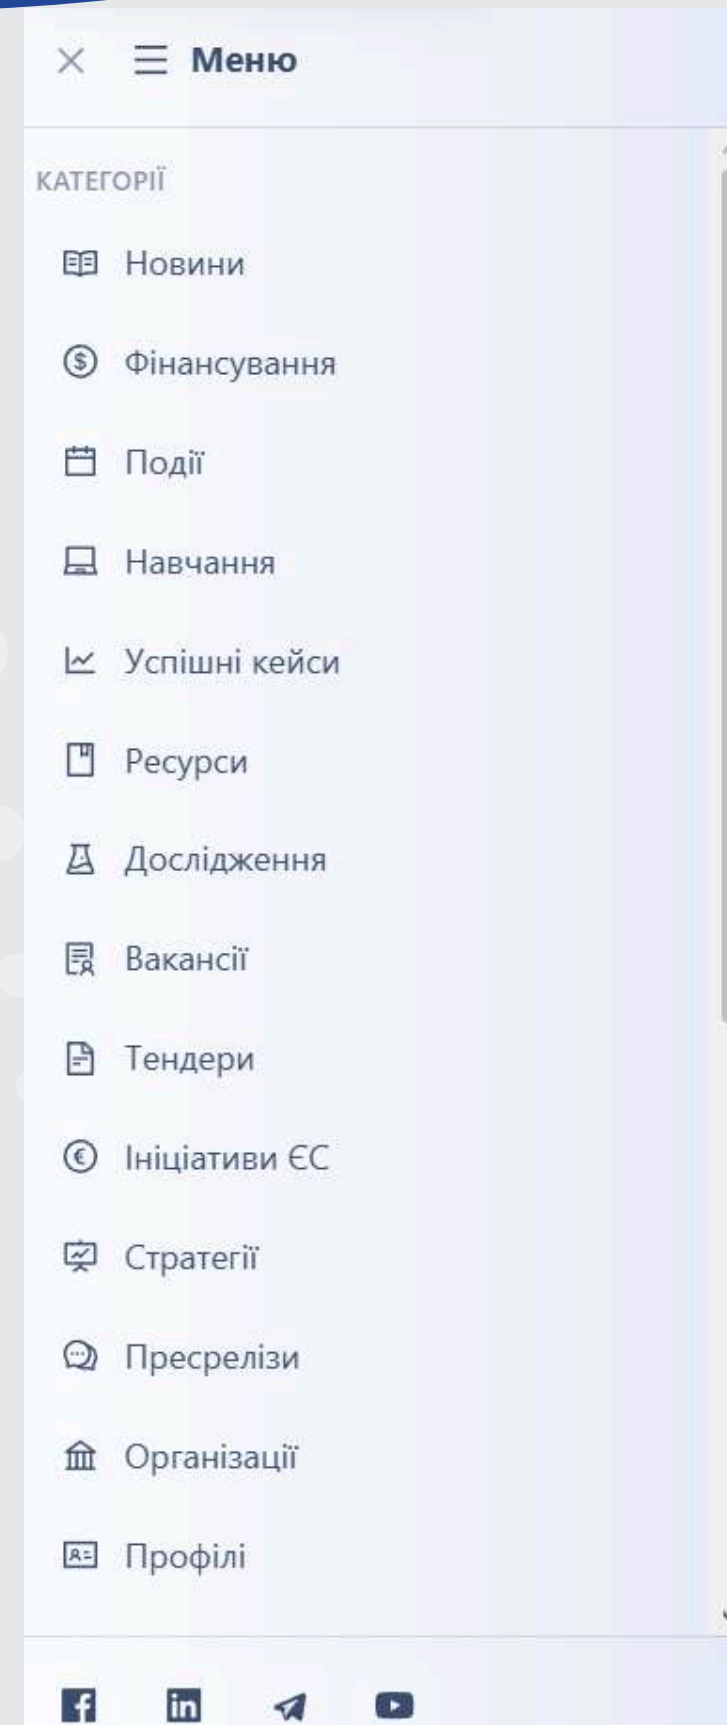 Меню
КАТЕГОРІЇ
Новини
Фінансування
Події
Навчання
Успішні кейси
Ресурси
Дослідження
Вакансії
Тендери
Ініціативи ЄС
Стратегії
Пресрелізи
Організації
Профілі